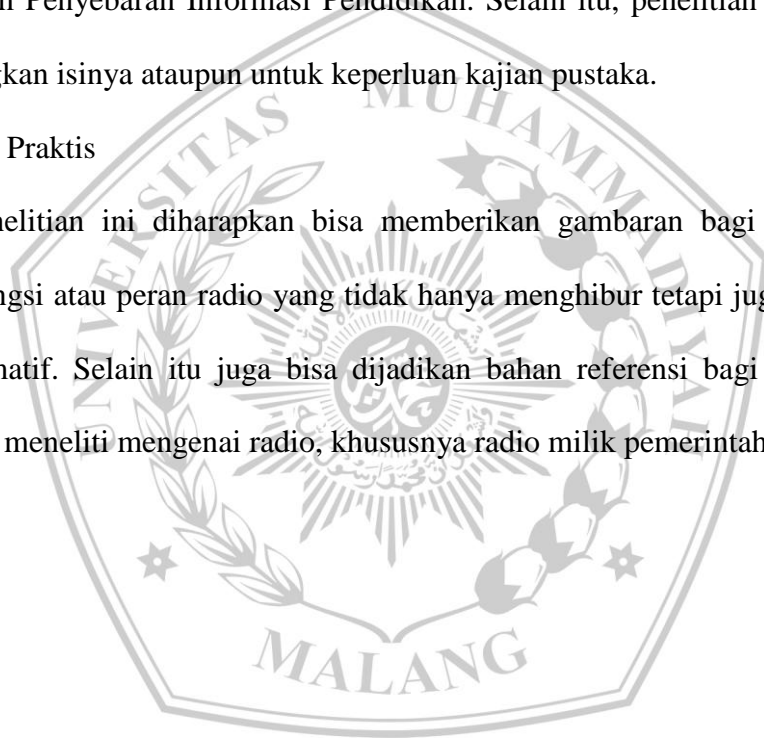 n Penyebaran Informasi Pendidikan. Selain itu, penelitian
gkan isinya ataupun untuk keperluan kajian pustaka.
Praktis
nelitian ini diharapkan bisa memberikan gambaran bagi
ngsi atau peran radio yang tidak hanya menghibur tetapi jug
natif. Selain itu juga bisa dijadikan bahan referensi bagi
meneliti mengenai radio, khususnya radio milik pemerintah
UNIVERSITAS MUHAMMADIYAH
MALANG